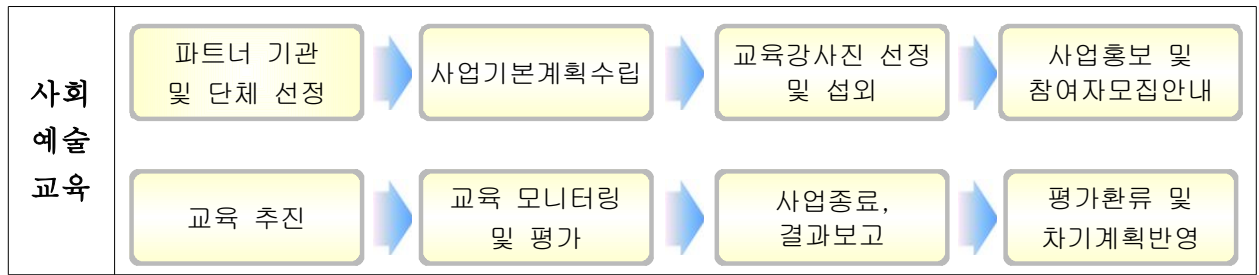 사회
예술
교육
파트너 기관
및 단체 선정
사업기본계획수립
교육강사진 선정
및 섭외
사업홍보 및
참여자모집안내
교육 추진
교육 모니터링
및 평가
사업종료,
결과보고
평가환류 및
차기계획반영